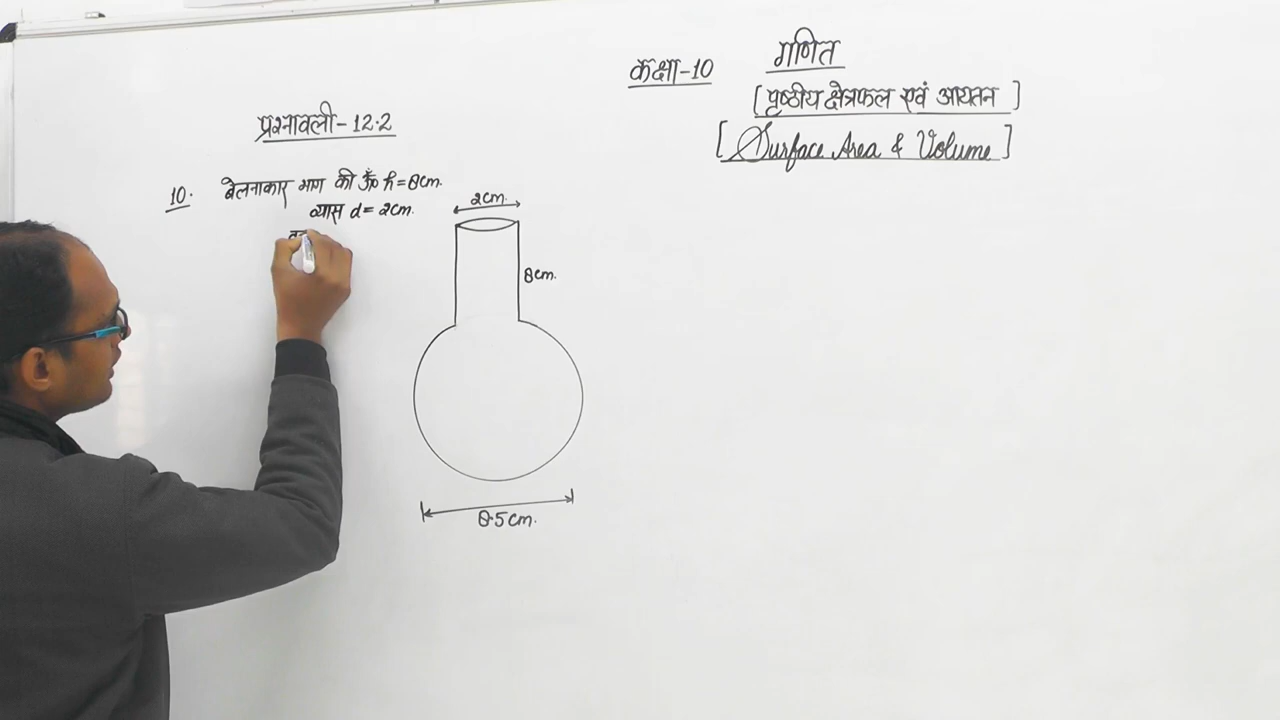 कक्षा-10 गणित
[पृष्ठीय क्षेत्रफल एवं आयतन]
[Surface Area & Volume]
प्रश्नावली-12.2
10. बेलनाकार भाग की ऊँ० h=8cm.
व्यास d=2cm.
2cm.
8cm.
8.5cm.